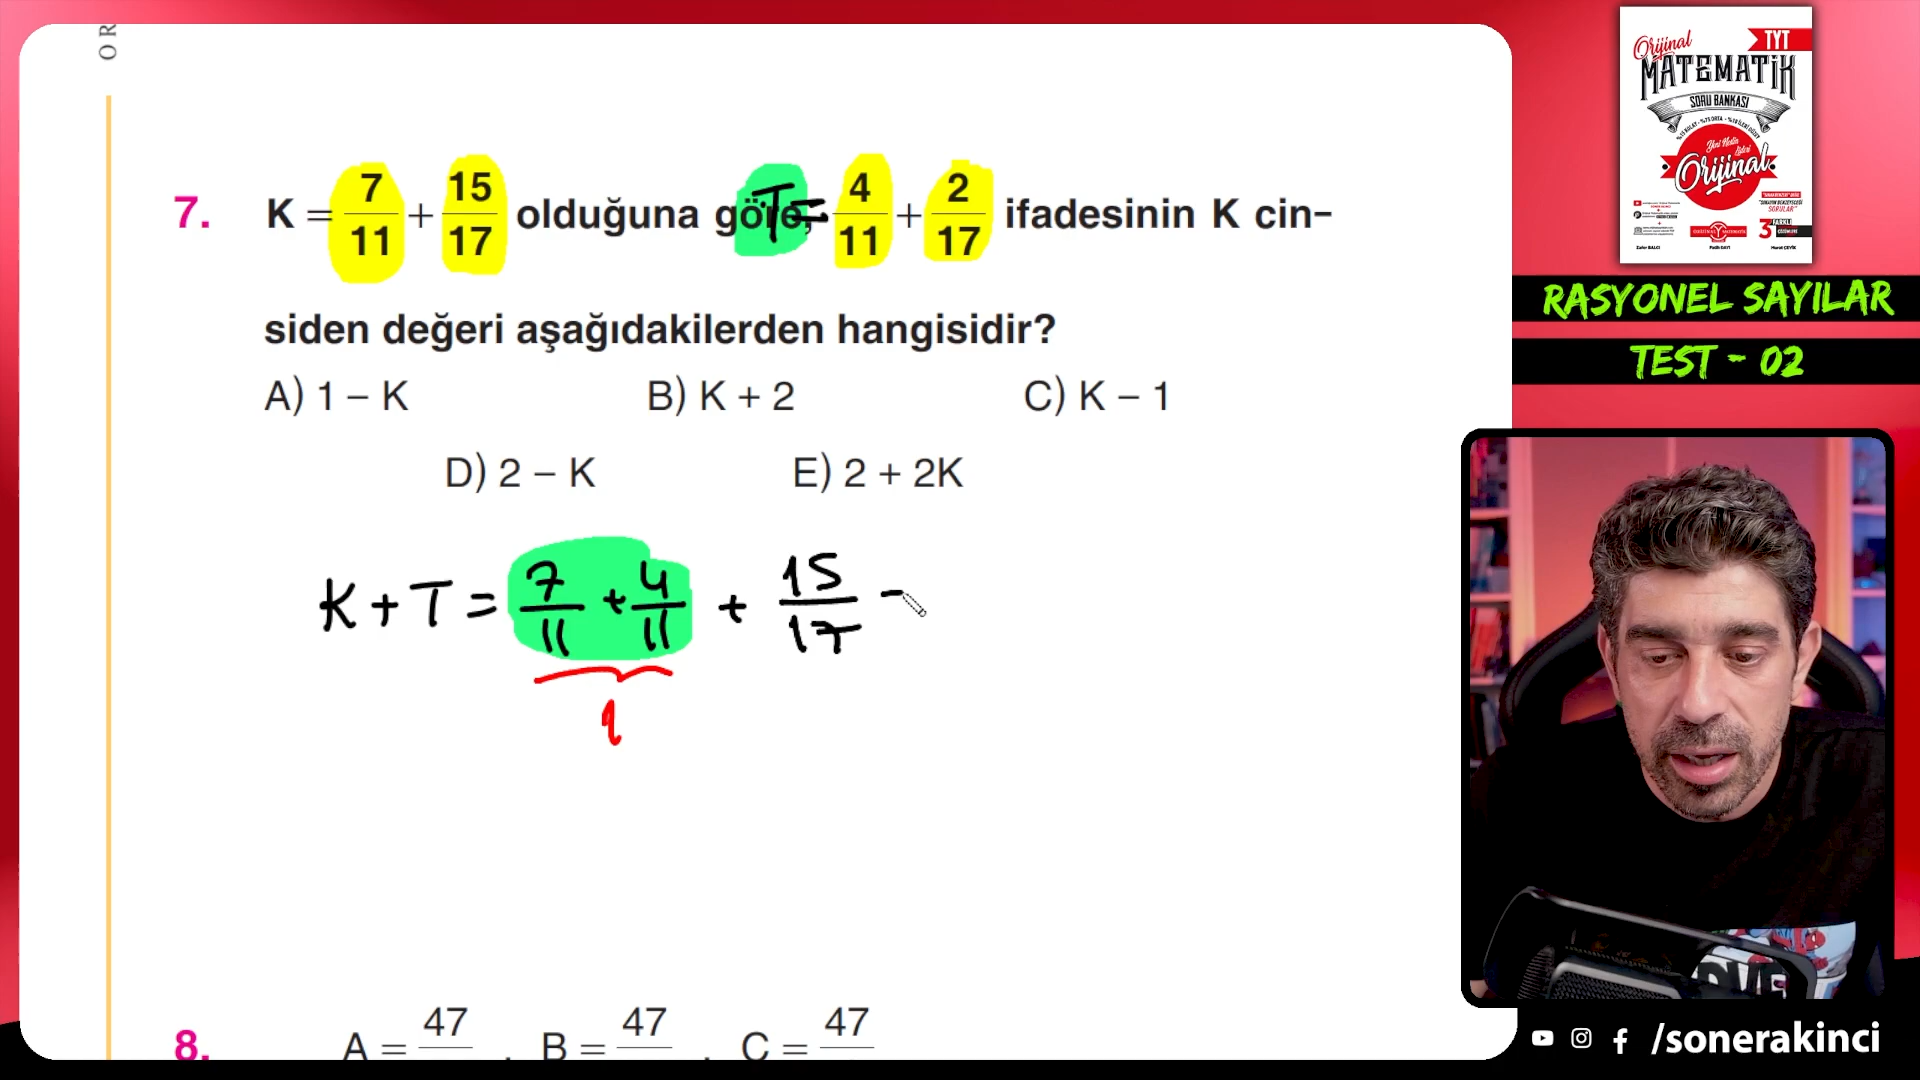 OR
7. K = 7/11 + 15/17 olduğuna göre, T= 4/11 + 2/17 ifadesinin K cin-
siden değeri aşağıdakilerden hangisidir?
A) 1 – K B) K + 2 C) K – 1
D) 2 – K E) 2 + 2K
K+T = 7/11 + 4/11 + 15/17 -
1
8. A = 47 , B = 47 , C = 47
Orijinal TYT
MATEMATİK
SORU BANKASI
Orijinal
RASYONEL SAYILAR
TEST - 02
/sonerakinci